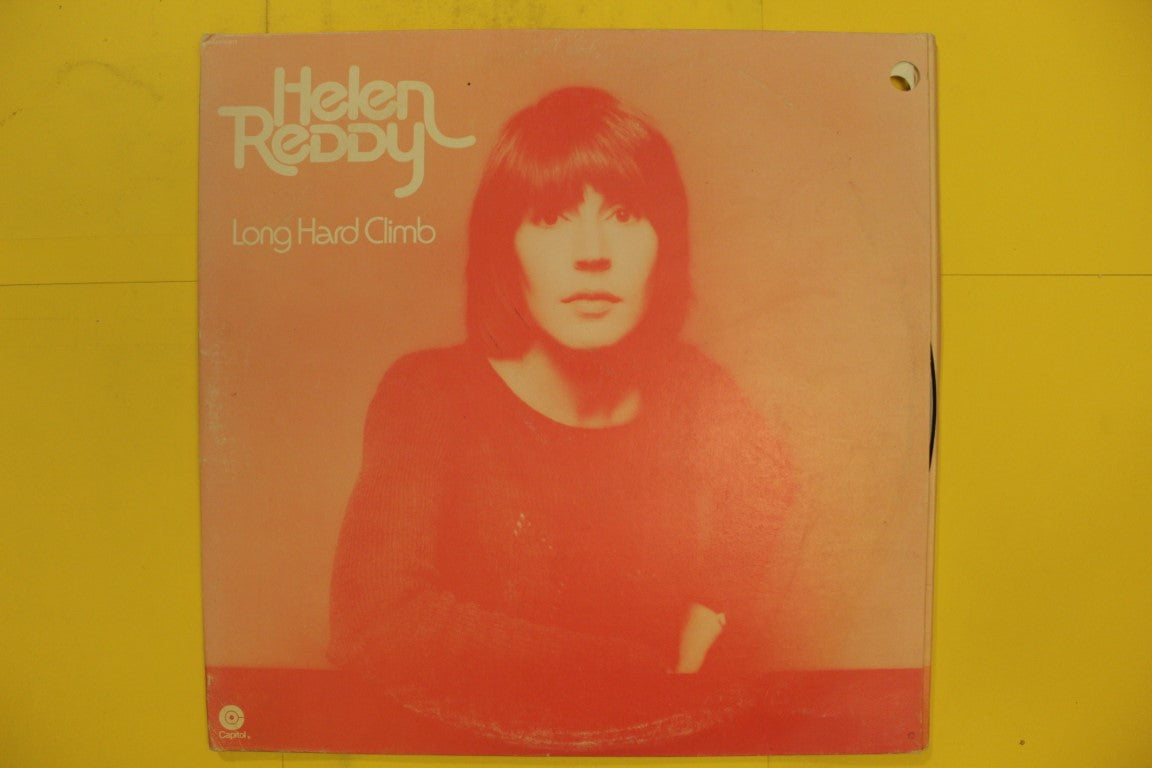 Helen
Reddy
Long Hard Climb
Capitol